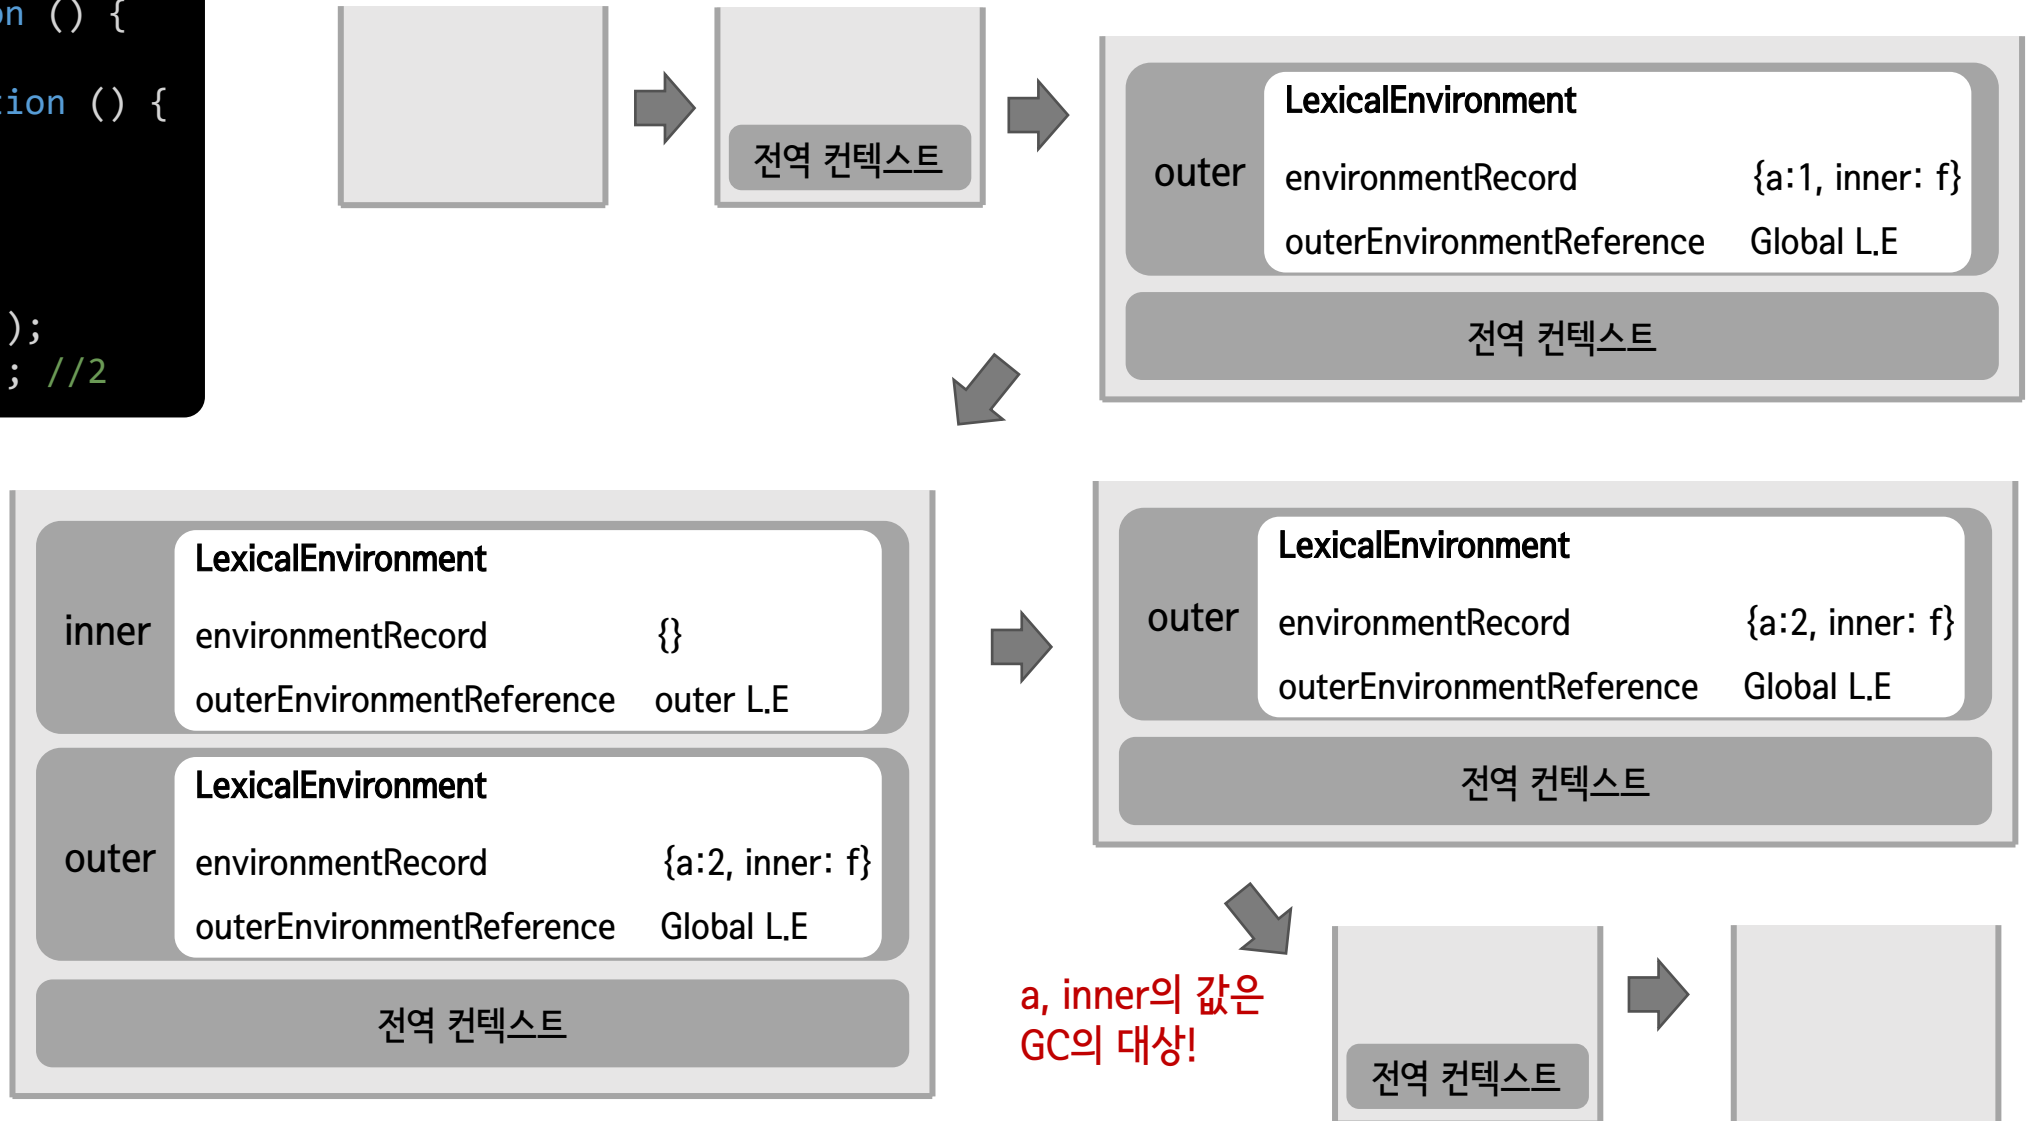 on () {
tion () {
);
; //2
전역 컨텍스트
LexicalEnvironment
outer
environmentRecord {a:1, inner: f}
outerEnvironmentReference Global L.E
전역 컨텍스트
LexicalEnvironment
inner
environmentRecord {}
outerEnvironmentReference outer L.E
LexicalEnvironment
outer
environmentRecord {a:2, inner: f}
outerEnvironmentReference Global L.E
전역 컨텍스트
LexicalEnvironment
outer
environmentRecord {a:2, inner: f}
outerEnvironmentReference Global L.E
전역 컨텍스트
a, inner의 값은
GC의 대상!
전역 컨텍스트